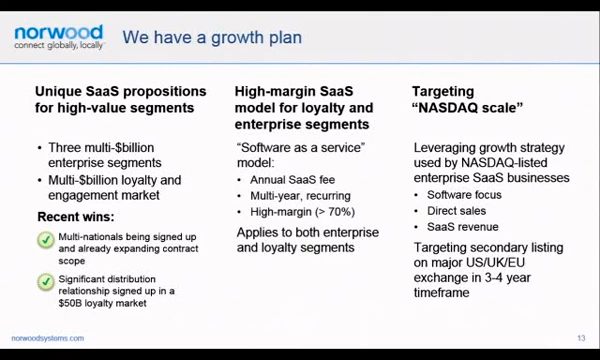 norwood
connect globally, locally™
We have a growth plan
Unique SaaS propositions
for high-value segments
• Three multi-$billion
enterprise segments
• Multi-$billion loyalty and
engagement market
Recent wins:
Multi-nationals being signed up
and already expanding contract
scope
Significant distribution
relationship signed up in a
$50B loyalty market
High-margin SaaS
model for loyalty and
enterprise segments
“Software as a service”
model:
• Annual SaaS fee
• Multi-year, recurring
• High-margin (> 70%)
Applies to both enterprise
and loyalty segments
Targeting
“NASDAQ scale”
Leveraging growth strategy
used by NASDAQ-listed
enterprise SaaS businesses
• Software focus
• Direct sales
• SaaS revenue
Targeting secondary listing
on major US/UK/EU
exchange in 3-4 year
timeframe
norwoodsystems.com
13